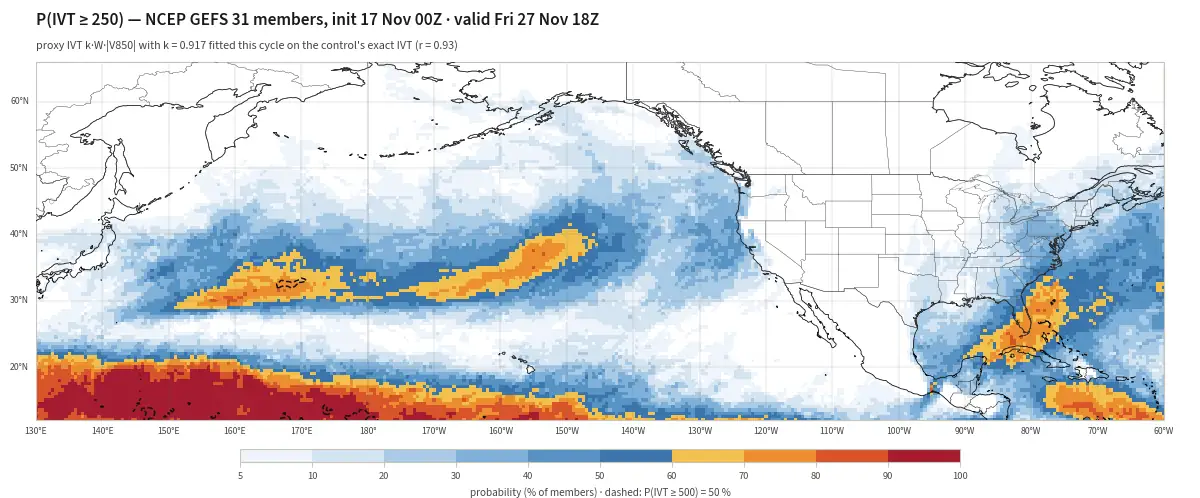 P(IVT ≥ 250) — NCEP GEFS 31 members, init 17 Nov 00Z · valid Fri 27 Nov 18Z
proxy IVT k·W·|V850| with k = 0.917 fitted this cycle on the control's exact IVT (r = 0.93)
60°N
50°N
40°N
30°N
20°N
130°E 140°E 150°E 160°E 170°E 180° 170°W 160°W 150°W 140°W 130°W 120°W 110°W 100°W 90°W 80°W 70°W 60°W
5 10 20 30 40 50 60 70 80 90 100
probability (% of members) · dashed: P(IVT ≥ 500) = 50 %